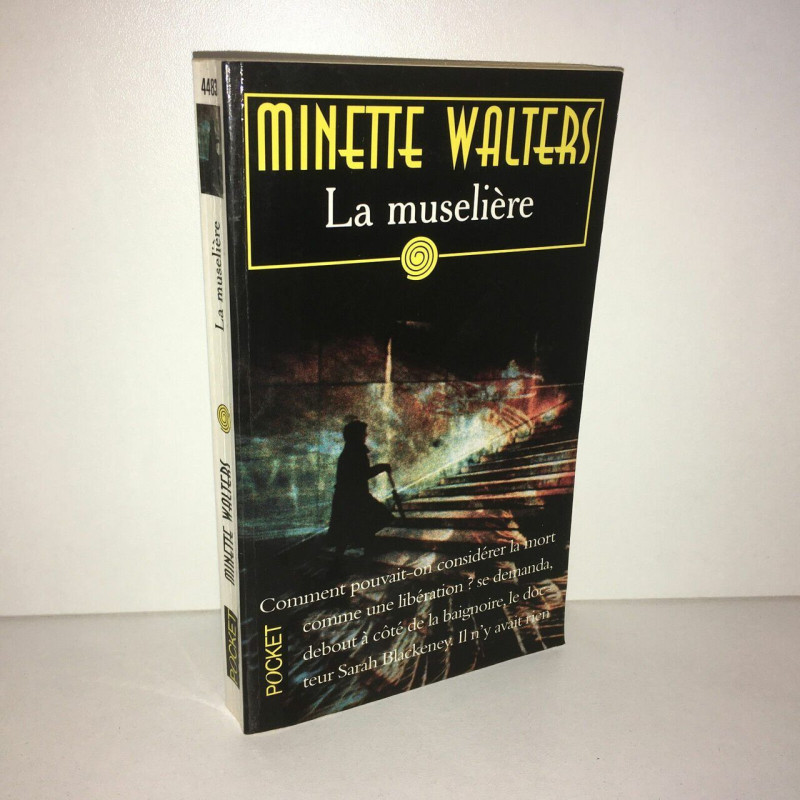 4483
La muselière
MINETTE WALTERS
POCKET
MINETTE WALTERS
La muselière
Comment pouvait-on considérer la mort
comme une libération ? se demanda,
debout à côté de la baignoire, le doc-
teur Sarah Blackeney. Il n'y avait rien
POCKET